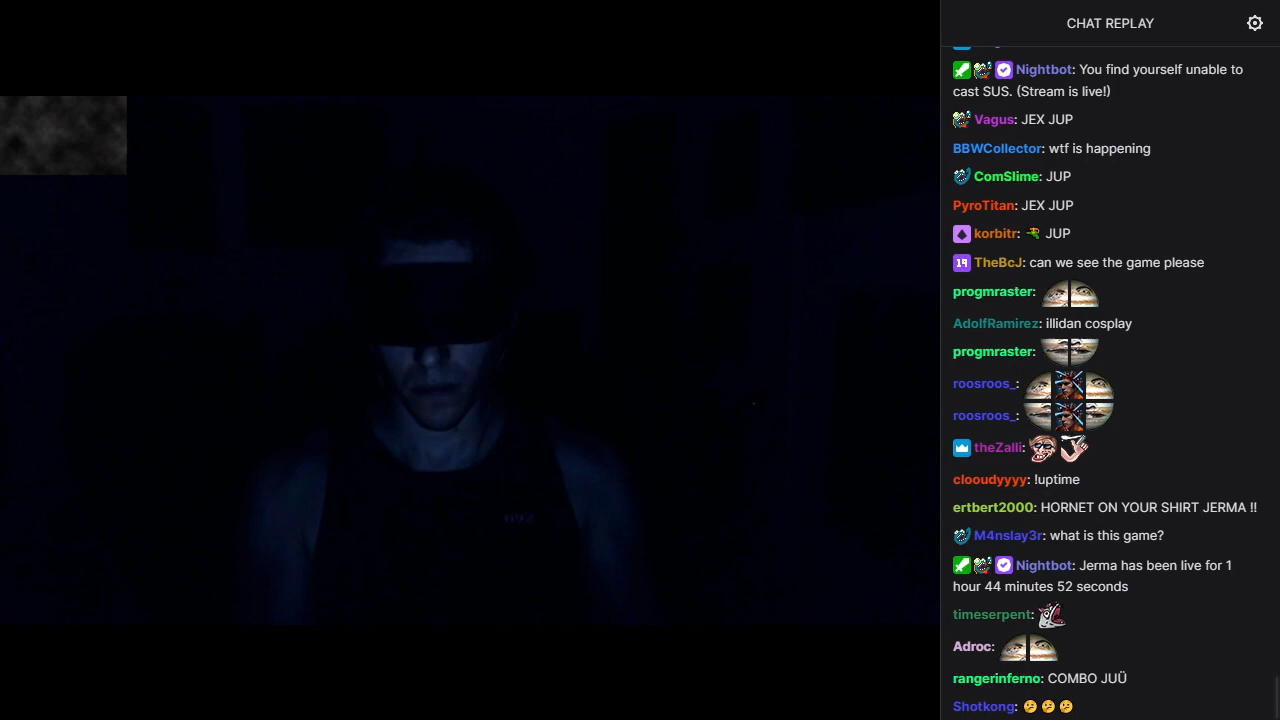 CHAT REPLAY
Nightbot: You find yourself unable to
cast SUS. (Stream is live!)
Vagus: JEX JUP
BBWCollector: wtf is happening
ComSlime: JUP
PyroTitan: JEX JUP
korbitr: JUP
19 TheBcJ: can we see the game please
progmraster:
AdolfRamirez: illidan cosplay
progmraster:
roosroos_:
roosroos_:
theZalli:
clooudyyyy: !uptime
ertbert2000: HORNET ON YOUR SHIRT JERMA !!
M4nslay3r: what is this game?
Nightbot: Jerma has been live for 1
hour 44 minutes 52 seconds
timeserpent:
Adroc:
rangerinferno: COMBO JUÜ
Shotkong: 🫤 🫤 🫤